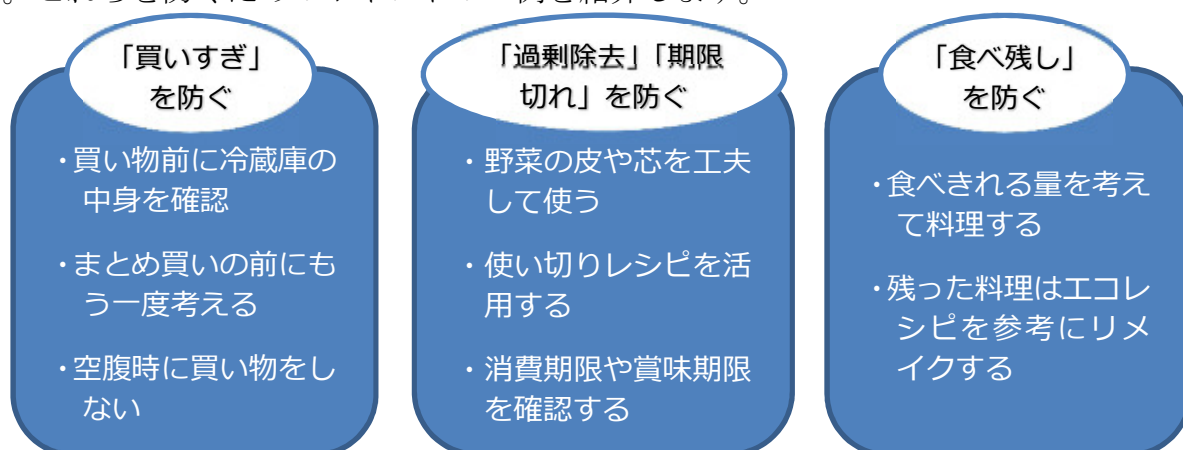 「買いすぎ」
を防ぐ
・買い物前に冷蔵庫の
中身を確認
・まとめ買いの前にも
う一度考える
・空腹時に買い物をし
ない
「過剰除去」「期限
切れ」を防ぐ
・野菜の皮や芯を工夫
して使う
・使い切りレシピを活
用する
・消費期限や賞味期限
を確認する
「食べ残し」
を防ぐ
・食べきれる量を考え
て料理する
・残った料理はエコレ
シピを参考にリメ
イクする